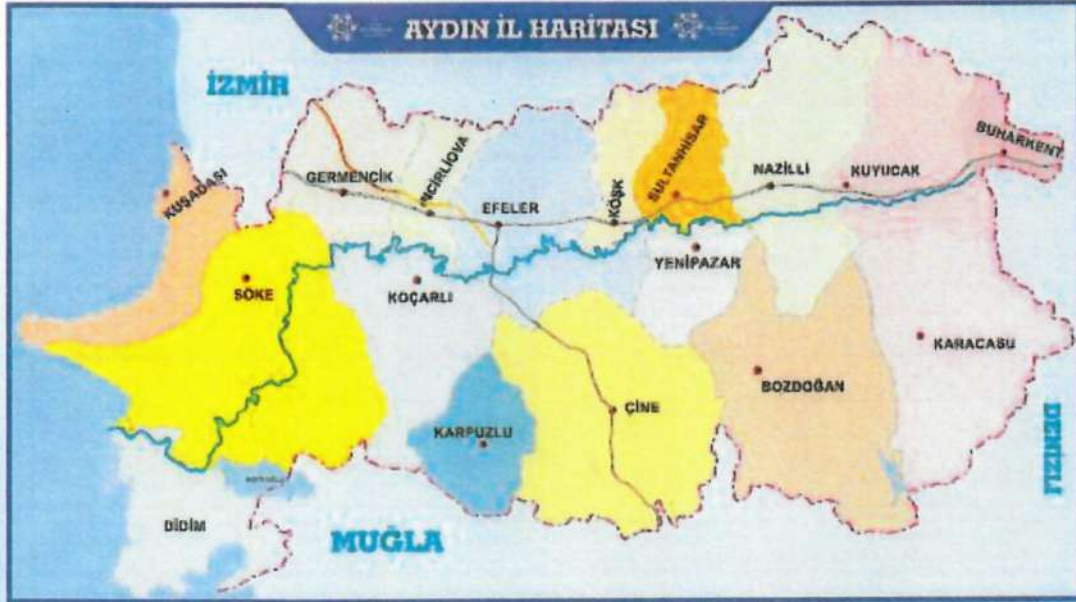 AYDIN İL HARİTASI
İZMİR
KUŞADASI
GERMENCİK
İNCİRLİOVA
EFELER
KÖŞK
SULTANHİSAR
NAZİLLİ
KUYUCAK
BUHARKENT
SÖKE
KOÇARLI
YENİPAZAR
KARACASU
BOZDOĞAN
ÇİNE
KARPUZLU
DENİZLİ
DİDİM
MUĞLA